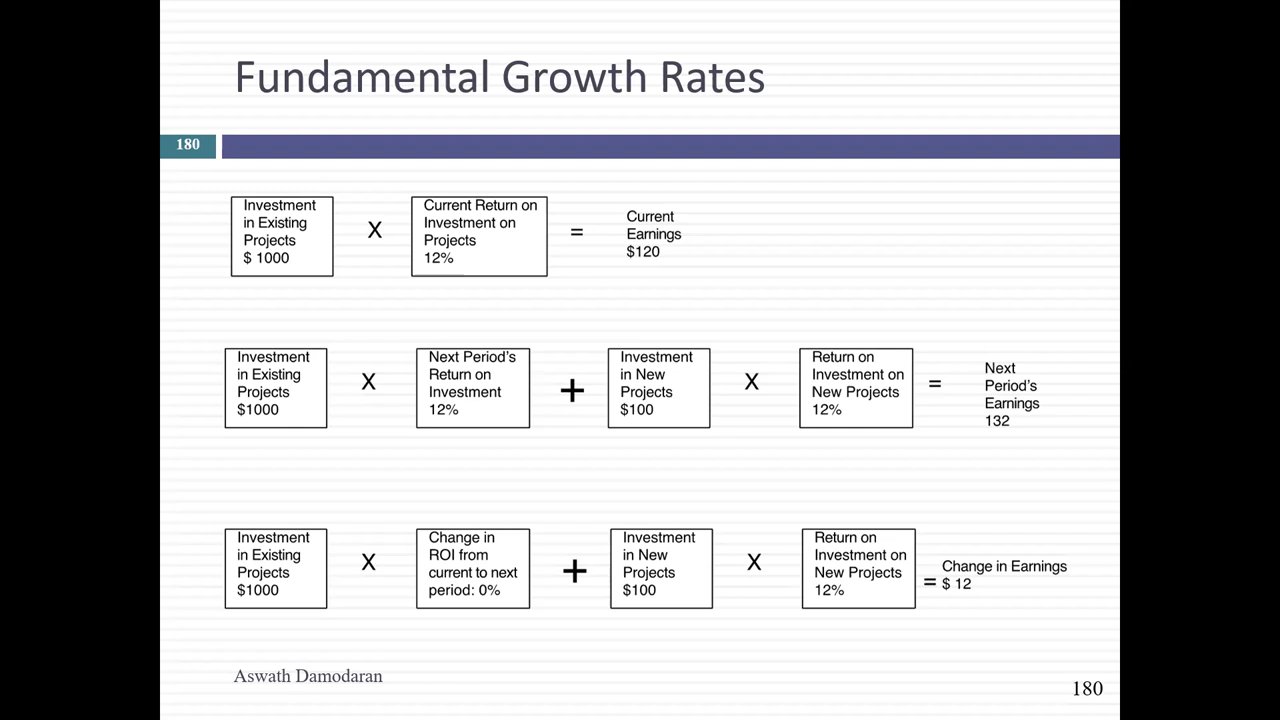 Fundamental Growth Rates
180
Investment
in Existing
Projects
$ 1000
X
Current Return on
Investment on
Projects
12%
=
Current
Earnings
$120
Investment
in Existing
Projects
$1000
X
Next Period's
Return on
Investment
12%
+
Investment
in New
Projects
$100
X
Return on
Investment on
New Projects
12%
=
Next
Period's
Earnings
132
Investment
in Existing
Projects
$1000
X
Change in
ROI from
current to next
period: 0%
+
Investment
in New
Projects
$100
X
Return on
Investment on
New Projects
12%
=
Change in Earnings
$ 12
Aswath Damodaran
180